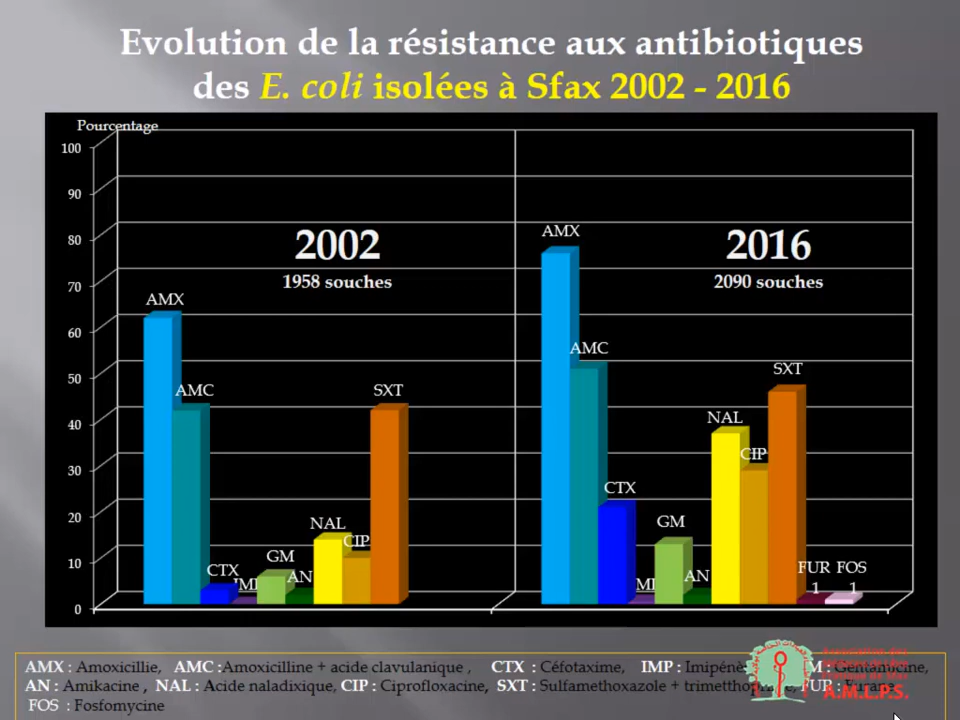 Evolution de la résistance aux antibiotiques
des E. coli isolées à Sfax 2002 - 2016
Pourcentage
100
90
80
70
60
50
40
30
20
10
0
2002
1958 souches
AMX
AMC
CTX
GM
AN
NAL
CIP
SXT
2016
2090 souches
AMX
AMC
CTX
GM
AN
NAL
CIP
SXT
FUR FOS
1 1
AMX : Amoxicillie, AMC :Amoxicilline + acide clavulanique , CTX : Céfotaxime, IMP : Gentamicine,
AN : Amikacine , NAL : Acide naladixique, CIP : Ciprofloxacine, SXT : Sulfamethoxazole + FUR :
FOS : Fosfomycine
A.M.L.P.S.